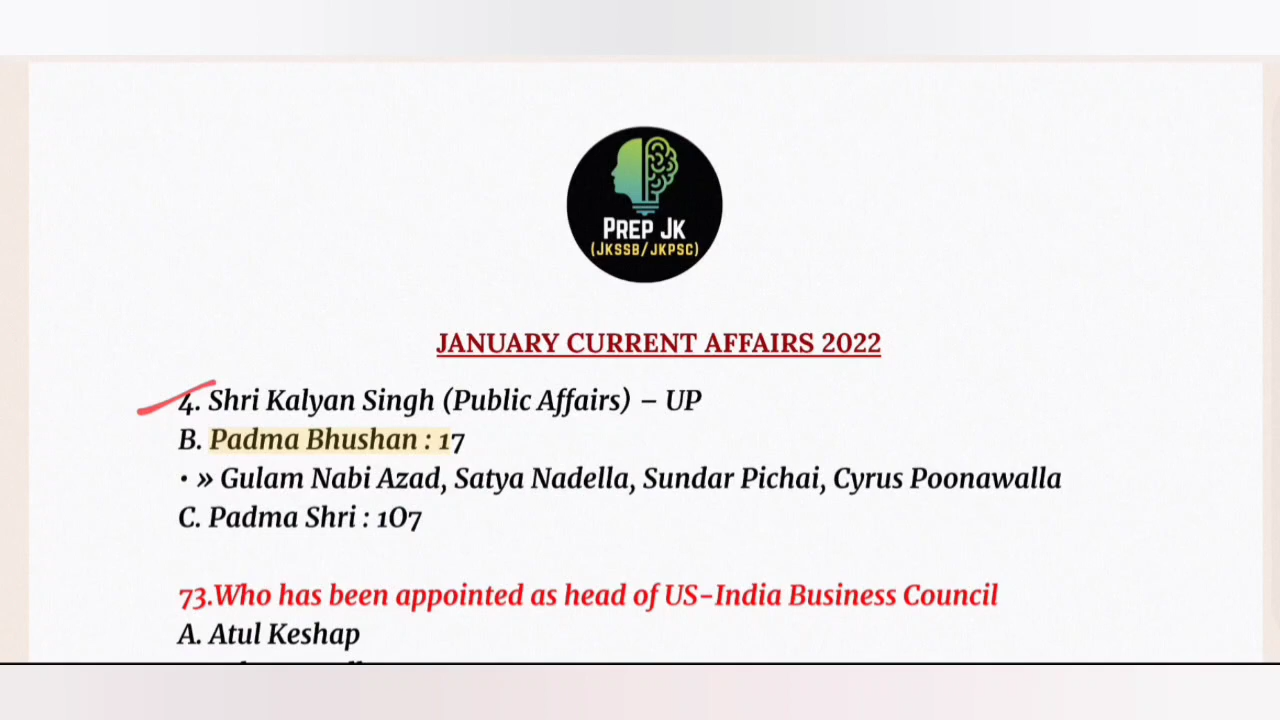 PREP JK
(JKSSB/JKPSC)
JANUARY CURRENT AFFAIRS 2022
4. Shri Kalyan Singh (Public Affairs) – UP
B. Padma Bhushan : 17
• » Gulam Nabi Azad, Satya Nadella, Sundar Pichai, Cyrus Poonawalla
C. Padma Shri : 1O7
73.Who has been appointed as head of US-India Business Council
A. Atul Keshap